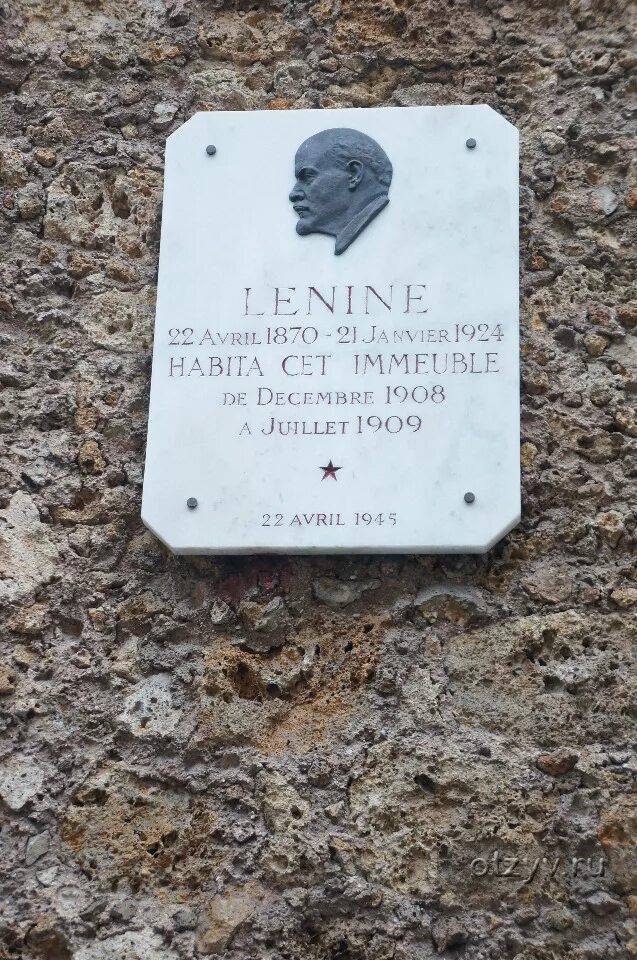 LENINE
22 AVRIL 1870 - 21 JANVIER 1924
HABITA CET IMMEUBLE
DE DECEMBRE 1908
A JUILLET 1909
22 AVRIL 1945
otzyv.ru